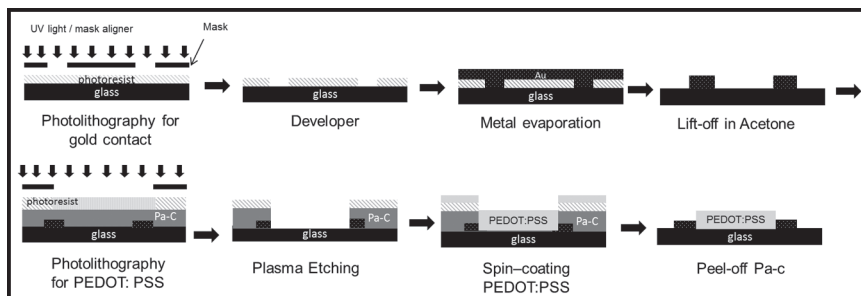 UV light / mask aligner
Mask
photoresist
glass
Photolithography for
gold contact
glass
Developer
Au
glass
Metal evaporation
glass
Lift-off in Acetone
photoresist
Pa-C
glass
Photolithography
for PEDOT: PSS
Pa-C
glass
Plasma Etching
PEDOT:PSS
Pa-C
glass
Spin–coating
PEDOT:PSS
PEDOT:PSS
glass
Peel-off Pa-c